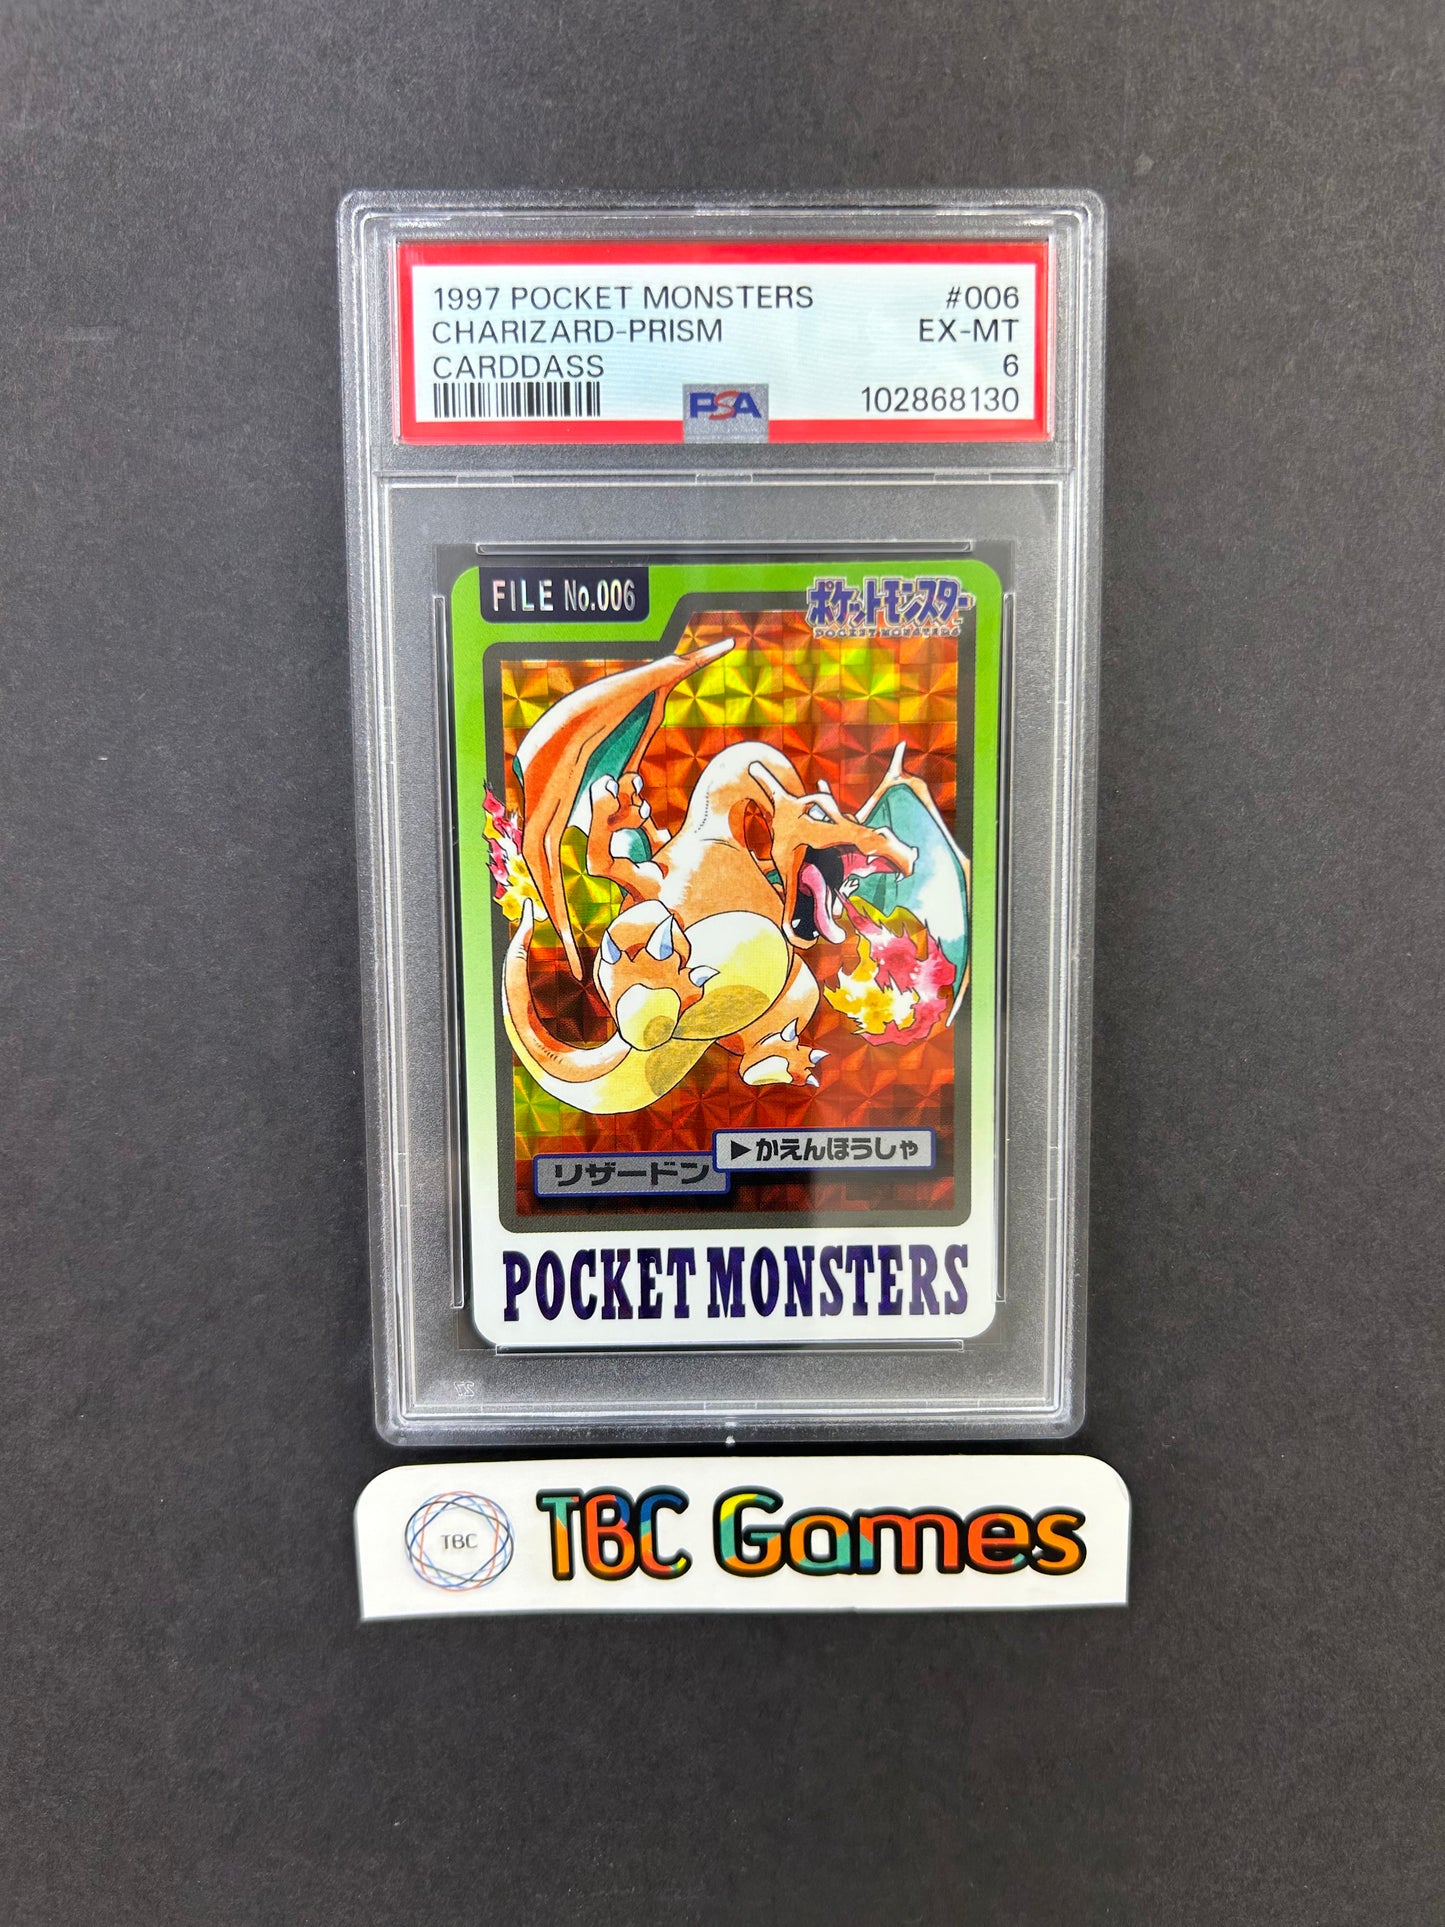 1997 POCKET MONSTERS #006
CHARIZARD-PRISM EX-MT
CARDDASS 6
PSA 102868130
FILE No.006
ポケットモンスター
POCKET MONSTERS
▶かえんほうしゃ
リザードン
POCKET MONSTERS
TBC
TBC Games